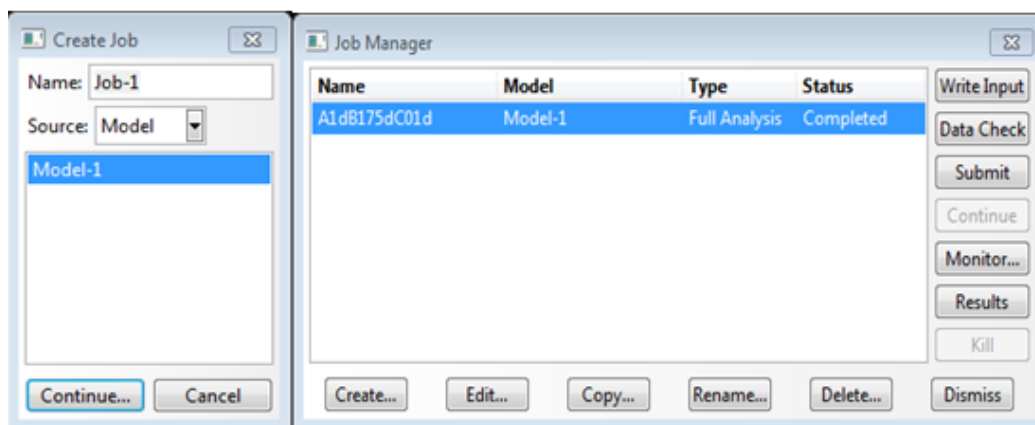 Create Job
Name: Job-1
Source: Model
Model-1
Continue... Cancel
Job Manager
Name Model Type Status
A1dB175dC01d Model-1 Full Analysis Completed
Write Input
Data Check
Submit
Continue
Monitor...
Results
Kill
Create... Edit... Copy... Rename... Delete... Dismiss